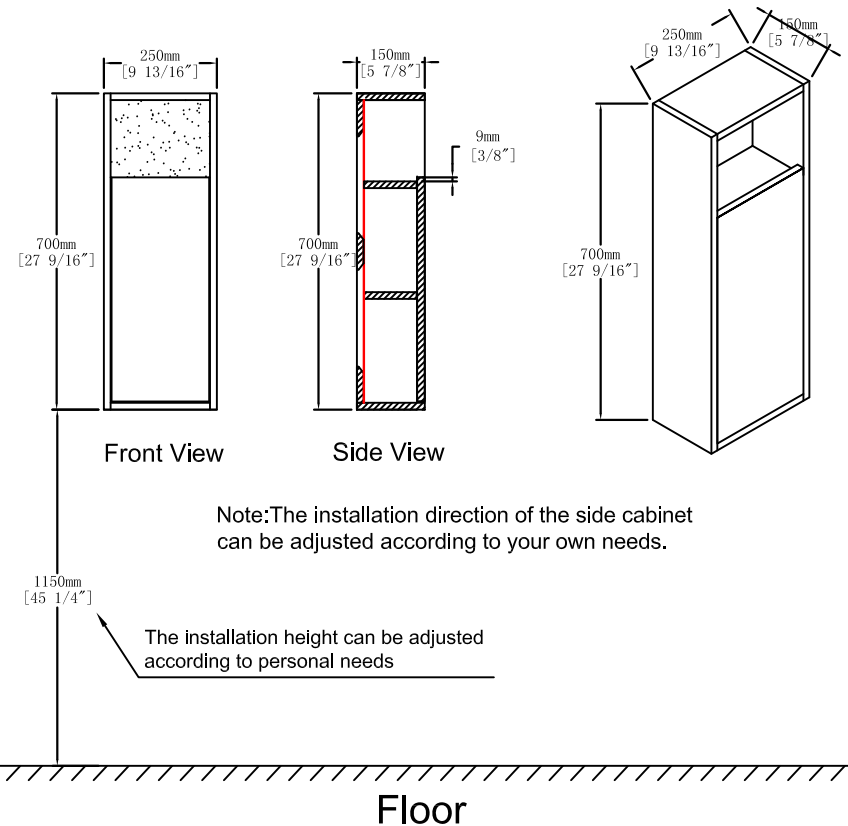 250mm
[9 13/16"]
150mm
[5 7/8"]
250mm
[9 13/16"]
150mm
[5 7/8"]
9mm
[3/8"]
700mm
[27 9/16"]
700mm
[27 9/16"]
700mm
[27 9/16"]
Front View
Side View
Note:The installation direction of the side cabinet
can be adjusted according to your own needs.
1150mm
[45 1/4"]
The installation height can be adjusted
according to personal needs
Floor